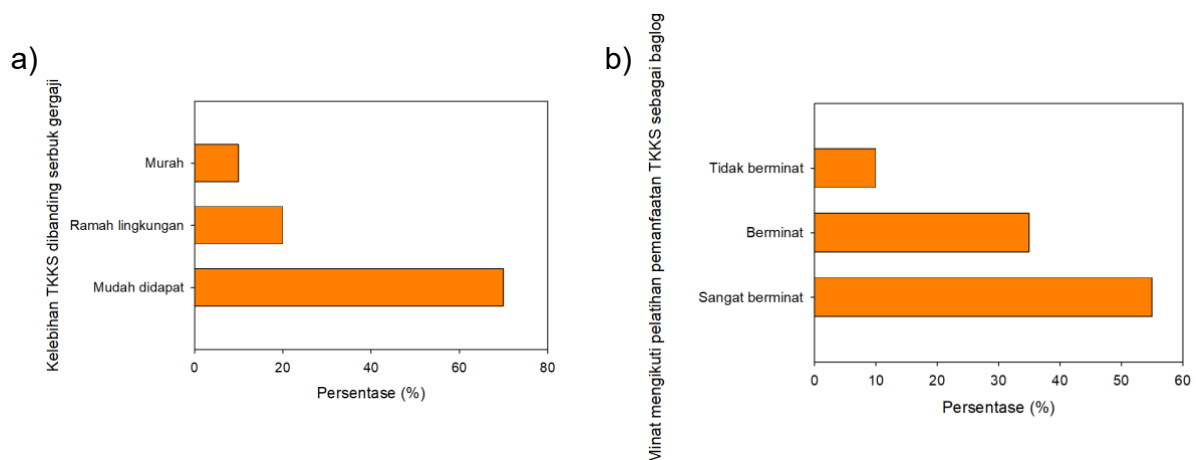 a)
Kelebihan TKKS dibanding serbuk gergaji
Murah
Ramah lingkungan
Mudah didapat
0 20 40 60 80
Persentase (%)
b)
Minat mengikuti pelatihan pemanfaatan TKKS sebagai baglog
Tidak berminat
Berminat
Sangat berminat
0 10 20 30 40 50 60
Persentase (%)